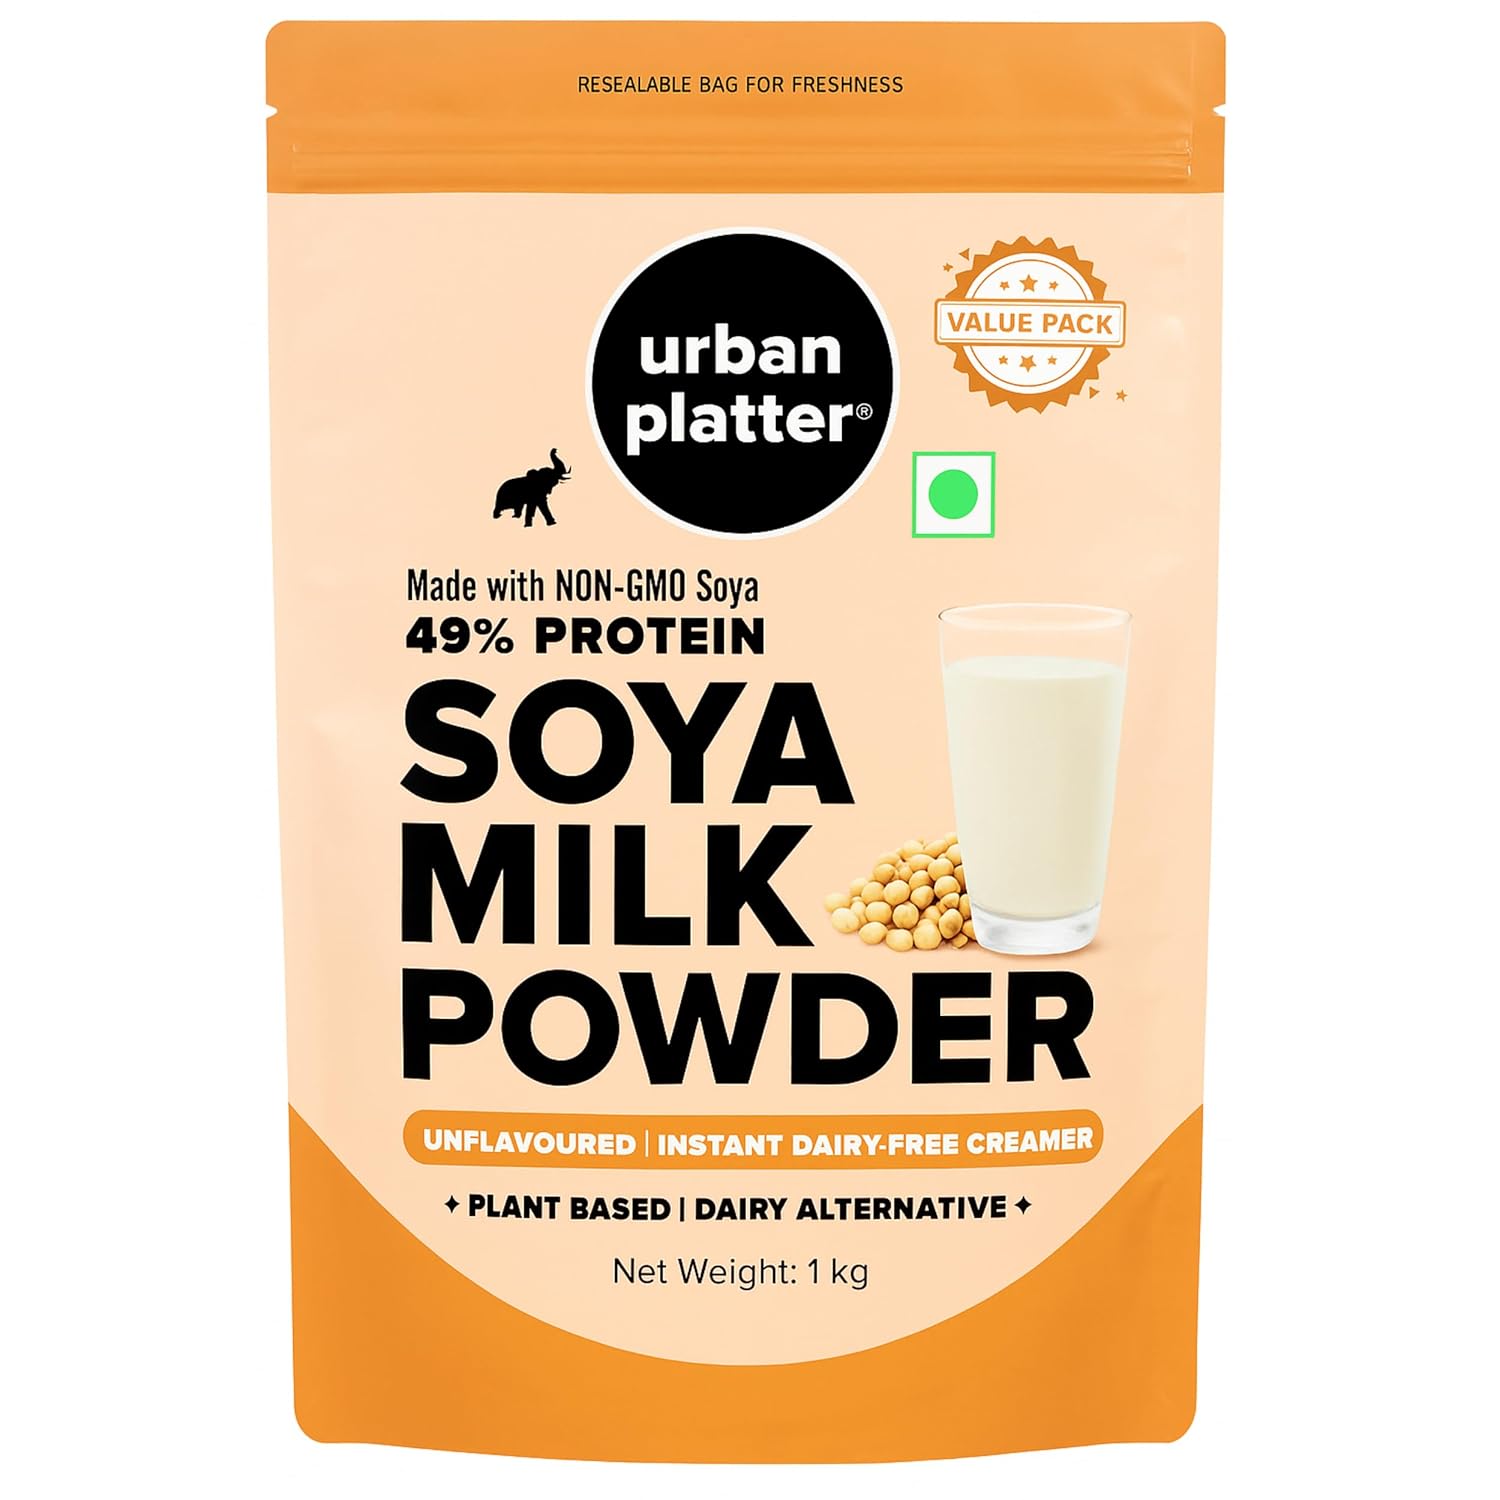 RESEALABLE BAG FOR FRESHNESS
urban
platter®
VALUE PACK
Made with NON-GMO Soya
49% PROTEIN
SOYA
MILK
POWDER
UNFLAVOURED | INSTANT DAIRY-FREE CREAMER
✦ PLANT BASED | DAIRY ALTERNATIVE ✦
Net Weight: 1 kg